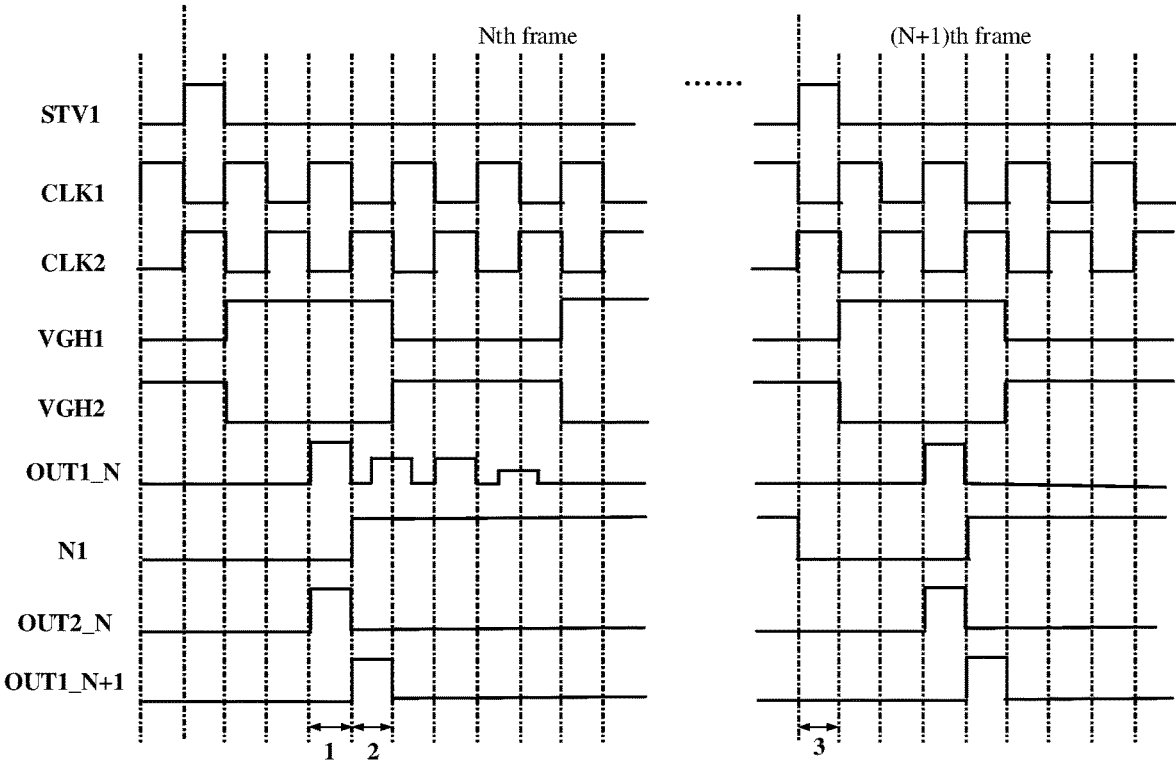 Nth frame
(N+1)th frame
......
STV1
CLK1
CLK2
VGH1
VGH2
OUT1_N
N1
OUT2_N
OUT1_N+1
1
2
3